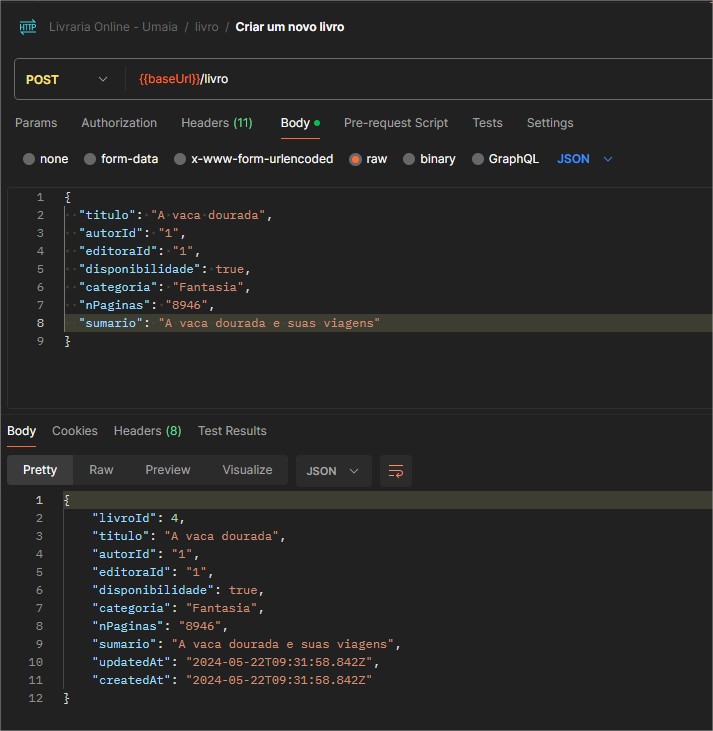 HTTP Livraria Online - Umaia / livro / Criar um novo livro
POST {{baseUrl}}/livro
Params Authorization Headers (11) Body Pre-request Script Tests Settings
none form-data x-www-form-urlencoded raw binary GraphQL JSON
1 {
2 "titulo": "A vaca dourada",
3 "autorId": "1",
4 "editoraId": "1",
5 "disponibilidade": true,
6 "categoria": "Fantasia",
7 "nPaginas": "8946",
8 "sumario": "A vaca dourada e suas viagens"
9 }
Body Cookies Headers (8) Test Results
Pretty Raw Preview Visualize JSON
1 {
2 "livroId": 4,
3 "titulo": "A vaca dourada",
4 "autorId": "1",
5 "editoraId": "1",
6 "disponibilidade": true,
7 "categoria": "Fantasia",
8 "nPaginas": "8946",
9 "sumario": "A vaca dourada e suas viagens",
10 "updatedAt": "2024-05-22T09:31:58.842Z",
11 "createdAt": "2024-05-22T09:31:58.842Z"
12 }